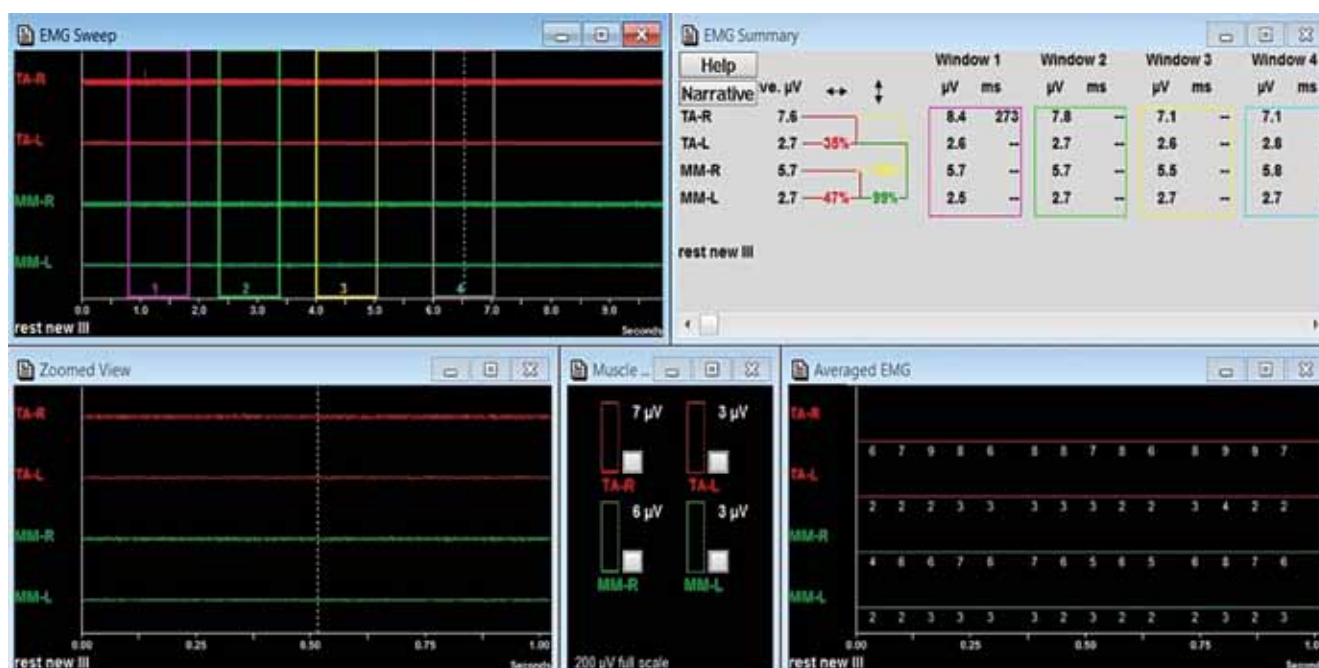 EMG Sweep
TA-R
TA-L
MM-R
MM-L
1 2 3 4
0.0 1.0 2.0 3.0 4.0 5.0 6.0 7.0 8.0 9.0
rest new III Seconds
EMG Summary
Help
Narrative
Window 1 Window 2 Window 3 Window 4
ve. µV µV ms µV ms µV ms µV ms
TA-R 7.6 8.4 273 7.8 -- 7.1 -- 7.1
TA-L 2.7 35% 2.6 -- 2.7 -- 2.6 -- 2.8
MM-R 5.7 5.7 -- 5.7 -- 5.5 -- 5.8
MM-L 2.7 47% 99% 2.5 -- 2.7 -- 2.7 -- 2.7
rest new III
Zoomed View
TA-R
TA-L
MM-R
MM-L
0.00 0.50 0.75 1.00
rest new III Seconds
Muscle ...
7 µV 3 µV
TA-R TA-L
6 µV 3 µV
MM-R MM-L
200 µV full scale
Averaged EMG
TA-R
6 7 9 8 6 8 8 7 8 6 8 9 9 7
TA-L
2 2 2 3 3 3 3 3 2 2 3 4 2 2
MM-R
4 6 6 7 6 7 6 5 6 5 6 8 7 6
MM-L
2 2 3 3 3 3 2 3 2 2 2 3 2 3
0.00 0.25 0.50 0.75 1.0
rest new III Seconds